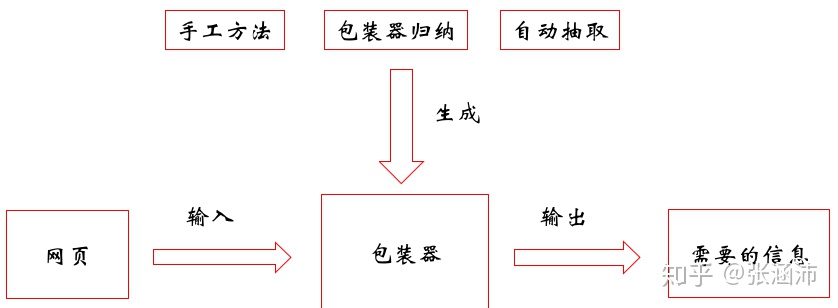 手工方法 包装器归纳 自动抽取
生成
输入 输出
网页 包装器 需要的信息
知乎 @张涵沛